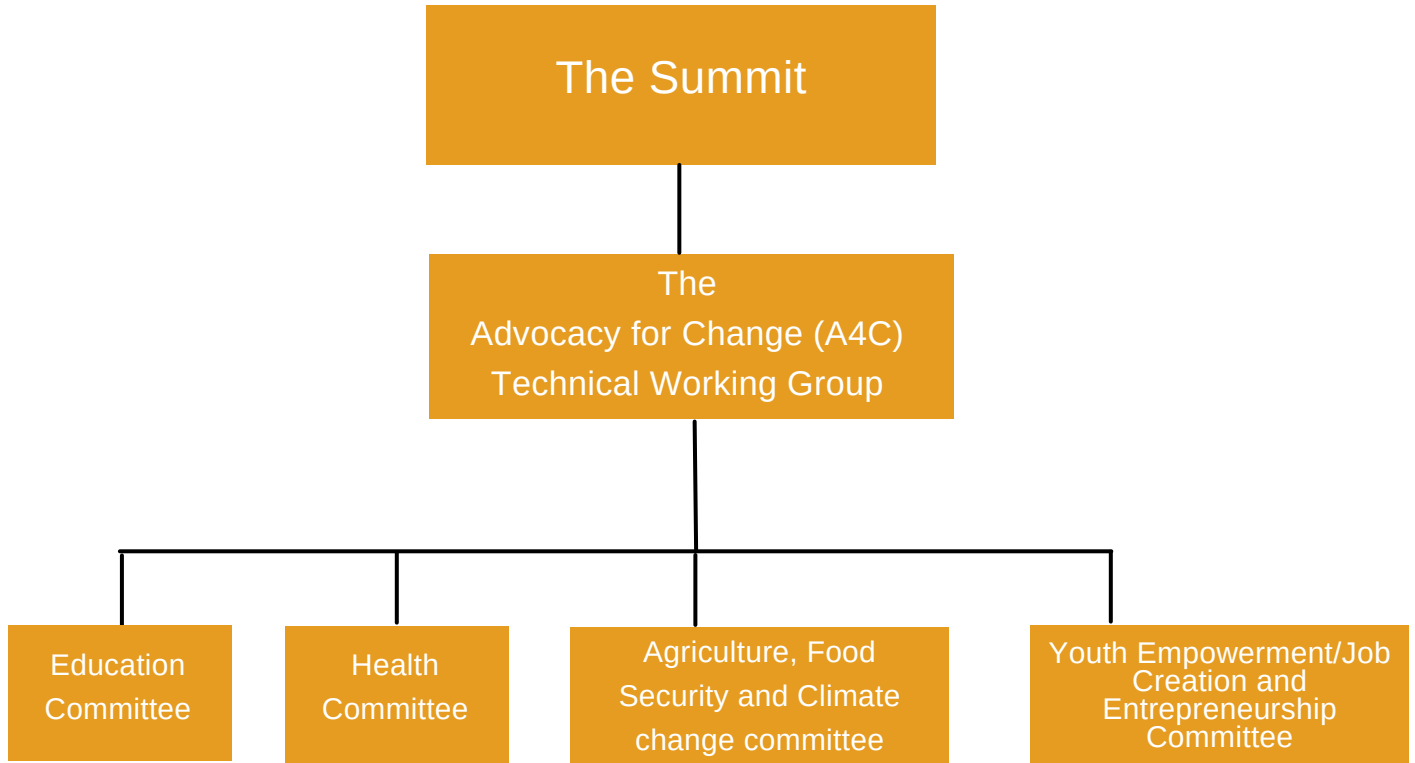 The Summit
The
Advocacy for Change (A4C)
Technical Working Group
Education
Committee
Health
Committee
Agriculture, Food
Security and Climate
change committee
Youth Empowerment/Job
Creation and
Entrepreneurship
Committee